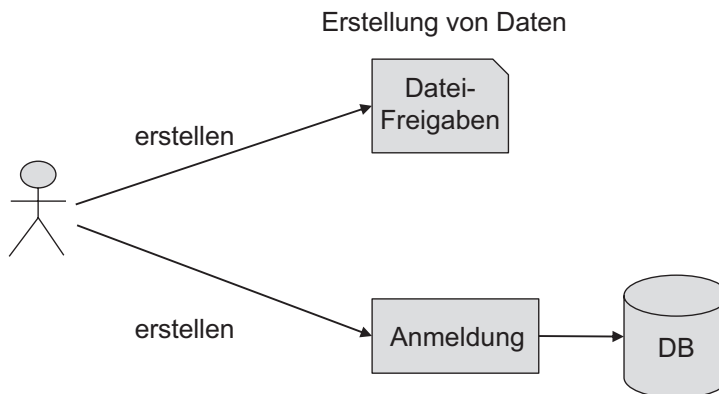 Erstellung von Daten
Datei-
Freigaben
erstellen
erstellen
Anmeldung
DB